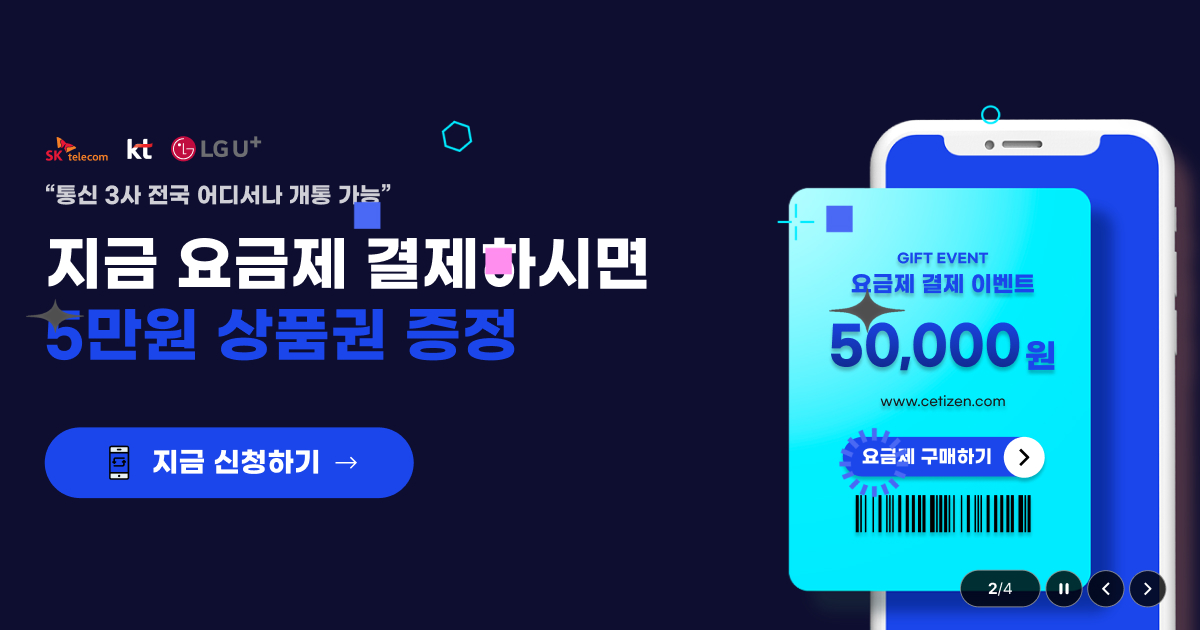 SK telecom kt LG U+
“통신 3사 전국 어디서나 개통 가능”
지금 요금제 결제하시면
5만원 상품권 증정
지금 신청하기 →
GIFT EVENT
요금제 결제 이벤트
50,000원
www.cetizen.com
요금제 구매하기
2/4